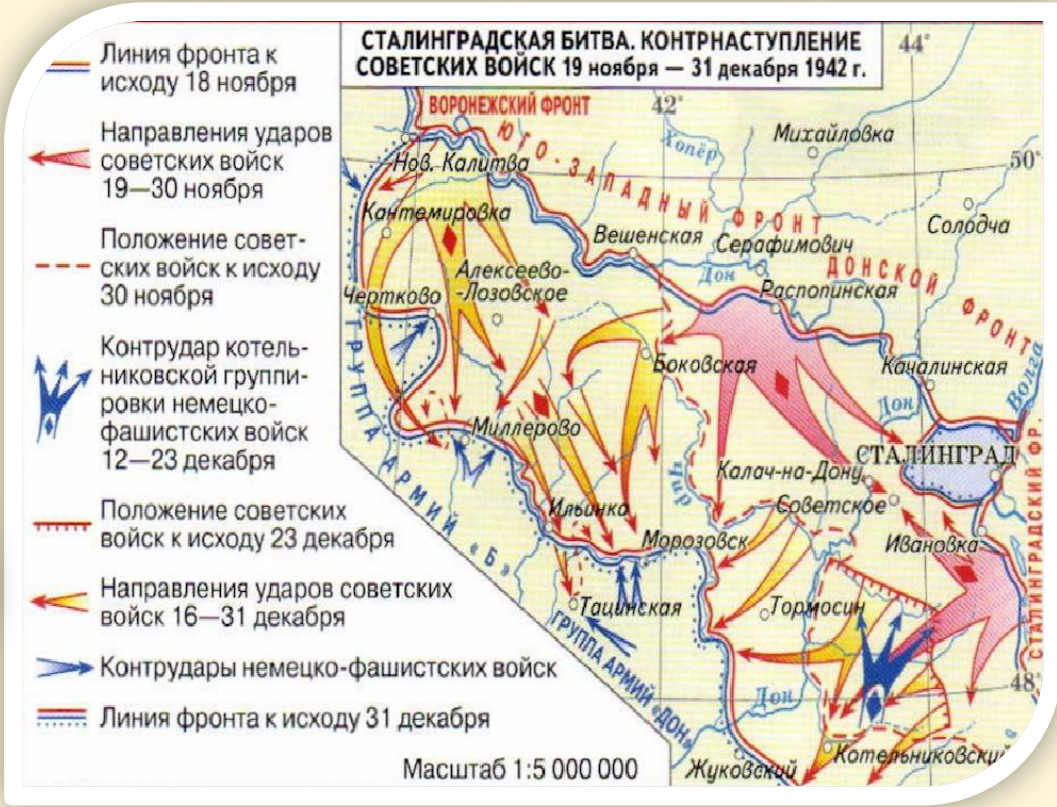 Линия фронта к
исходу 18 ноября
Направления ударов
советских войск
19—30 ноября
Положение совет-
ских войск к исходу
30 ноября
Контрудар котель-
никовской группи-
ровки немецко-
фашистских войск
12—23 декабря
Положение советских
войск к исходу 23 декабря
Направления ударов советских
войск 16—31 декабря
Контрудары немецко-фашистских войск
Линия фронта к исходу 31 декабря
Масштаб 1:5 000 000
СТАЛИНГРАДСКАЯ БИТВА. КОНТРНАСТУПЛЕНИЕ
СОВЕТСКИХ ВОЙСК 19 ноября — 31 декабря 1942 г.
44°
42°
ВОРОНЕЖСКИЙ ФРОНТ
ЮГО-ЗАПАДНЫЙ ФРОНТ
Хопёр
Михайловка
50°
Нов. Калитва
Кантемировка
Вешенская
Серафимович
Солодча
Дон
ДОНСКОЙ ФРОНТ
Алексеево-
-Лозовское
Распопинская
Чертково
Боковская
Качалинская
Волга
Дон
ГРУППА АРМИЙ «Б»
Миллерово
СТАЛИНГРАД
Калач-на-Дону
Чир
Советское
Ильинка
Морозовск
Ивановка
СТАЛИНГРАДСКИЙ ФР.
Тацинская
Тормосин
ГРУППА АРМИЙ «ДОН»
48°
Дон
Котельниковский
Жуковский